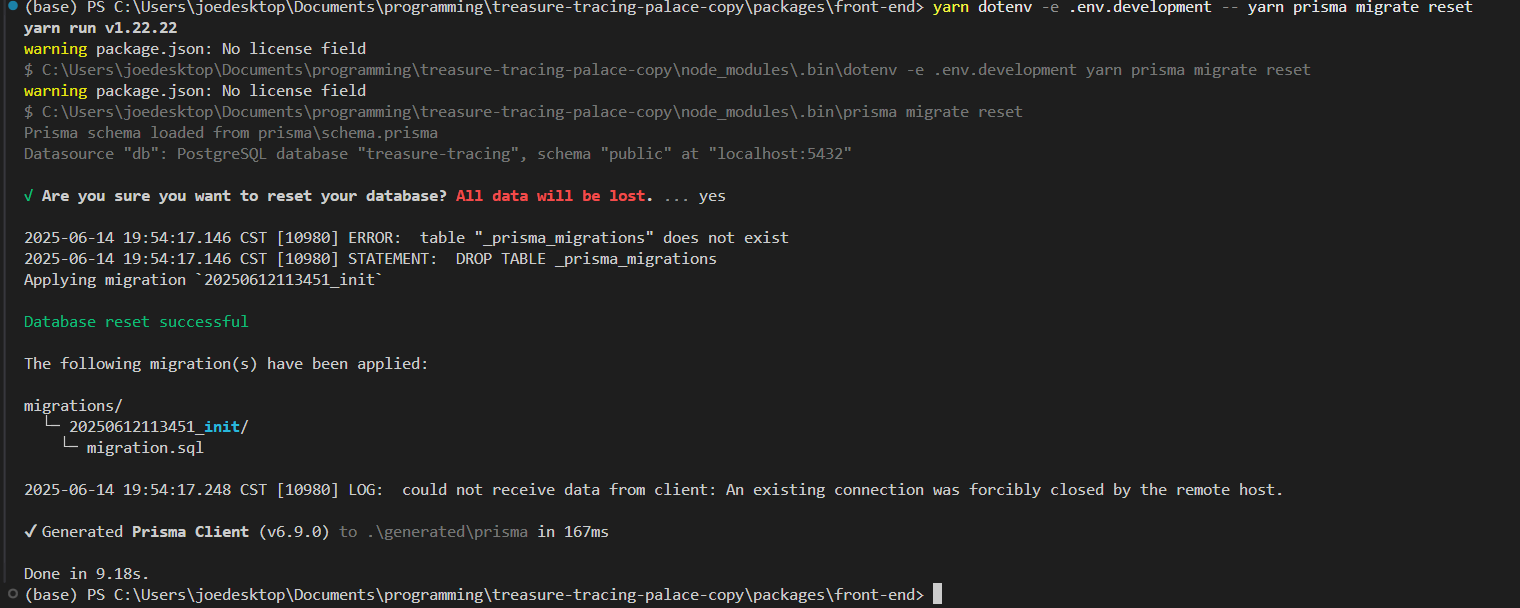 (base) PS C:\Users\joedesktop\Documents\programming\treasure-tracing-palace-copy\packages\front-end> yarn dotenv -e .env.development -- yarn prisma migrate reset
yarn run v1.22.22
warning package.json: No license field
$ C:\Users\joedesktop\Documents\programming\treasure-tracing-palace-copy\node_modules\.bin\dotenv -e .env.development yarn prisma migrate reset
warning package.json: No license field
$ C:\Users\joedesktop\Documents\programming\treasure-tracing-palace-copy\node_modules\.bin\prisma migrate reset
Prisma schema loaded from prisma\schema.prisma
Datasource "db": PostgreSQL database "treasure-tracing", schema "public" at "localhost:5432"
√ Are you sure you want to reset your database? All data will be lost. ... yes
2025-06-14 19:54:17.146 CST [10980] ERROR:  table "_prisma_migrations" does not exist
2025-06-14 19:54:17.146 CST [10980] STATEMENT:  DROP TABLE _prisma_migrations
Applying migration `20250612113451_init`
Database reset successful
The following migration(s) have been applied:
migrations/
└─ 20250612113451_init/
└─ migration.sql
2025-06-14 19:54:17.248 CST [10980] LOG:  could not receive data from client: An existing connection was forcibly closed by the remote host.
✓ Generated Prisma Client (v6.9.0) to .\generated\prisma in 167ms
Done in 9.18s.
(base) PS C:\Users\joedesktop\Documents\programming\treasure-tracing-palace-copy\packages\front-end>